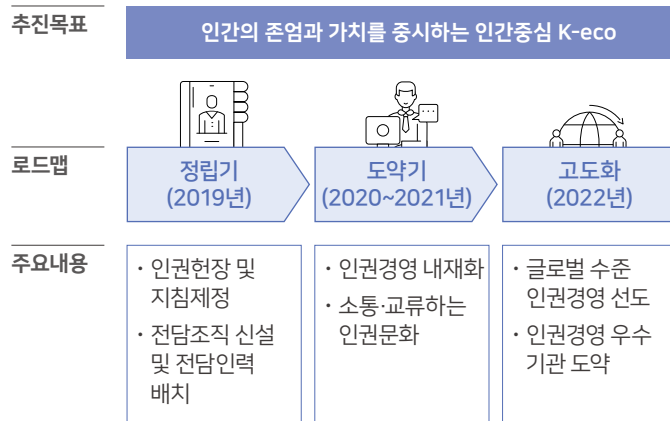 추진목표
인간의 존엄과 가치를 중시하는 인간중심 K-eco
로드맵
정립기
(2019년)
도약기
(2020~2021년)
고도화
(2022년)
주요내용
· 인권헌장 및
지침제정
· 전담조직 신설
및 전담인력
배치
· 인권경영 내재화
· 소통·교류하는
인권문화
· 글로벌 수준
인권경영 선도
· 인권경영 우수
기관 도약